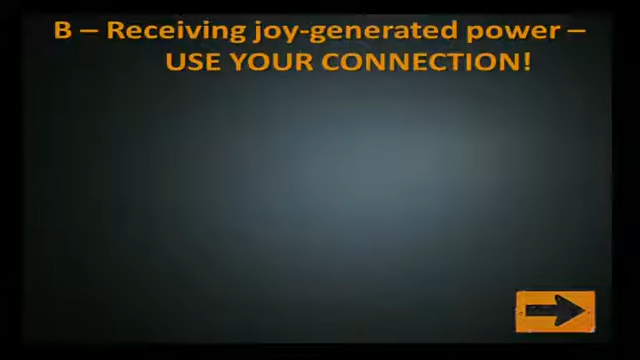 B – Receiving joy-generated power –
USE YOUR CONNECTION!